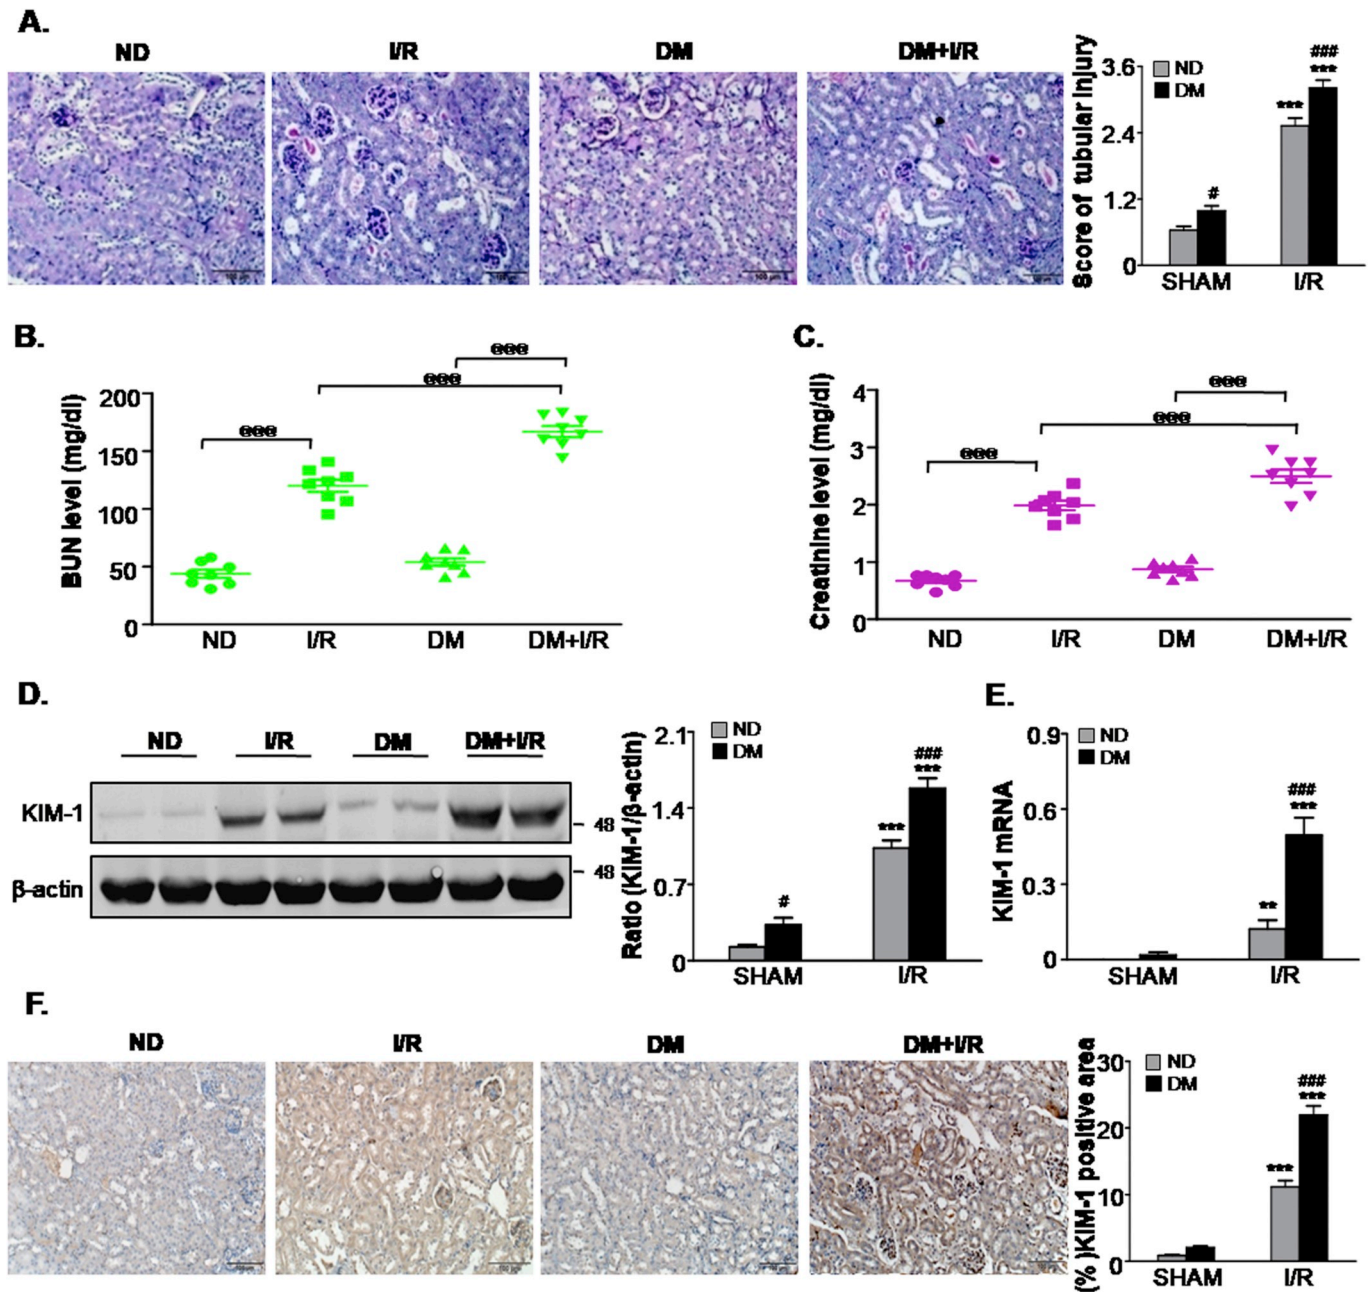 A.
ND
I/R
DM
DM+I/R
100 µm
100 µm
Score of tubular Injury
3.6
2.4
1.2
0
ND
DM
#
***
###
***
SHAM
I/R
B.
BUN level (mg/dl)
200
150
100
50
0
@@@
@@@
@@@
ND
I/R
DM
DM+I/R
C.
Creatinine level (mg/dl)
4
3
2
1
0
@@@
@@@
@@@
ND
I/R
DM
DM+I/R
D.
ND
I/R
DM
DM+I/R
KIM-1
48
β-actin
48
Ratio (KIM-1/β-actin)
2.1
1.4
0.7
0
ND
DM
#
***
###
***
SHAM
I/R
E.
KIM-1 mRNA
0.9
0.6
0.3
0
ND
DM
**
###
***
SHAM
I/R
F.
ND
I/R
DM
DM+I/R
(% )KIM-1 positive area
30
20
10
0
ND
DM
***
###
***
SHAM
I/R